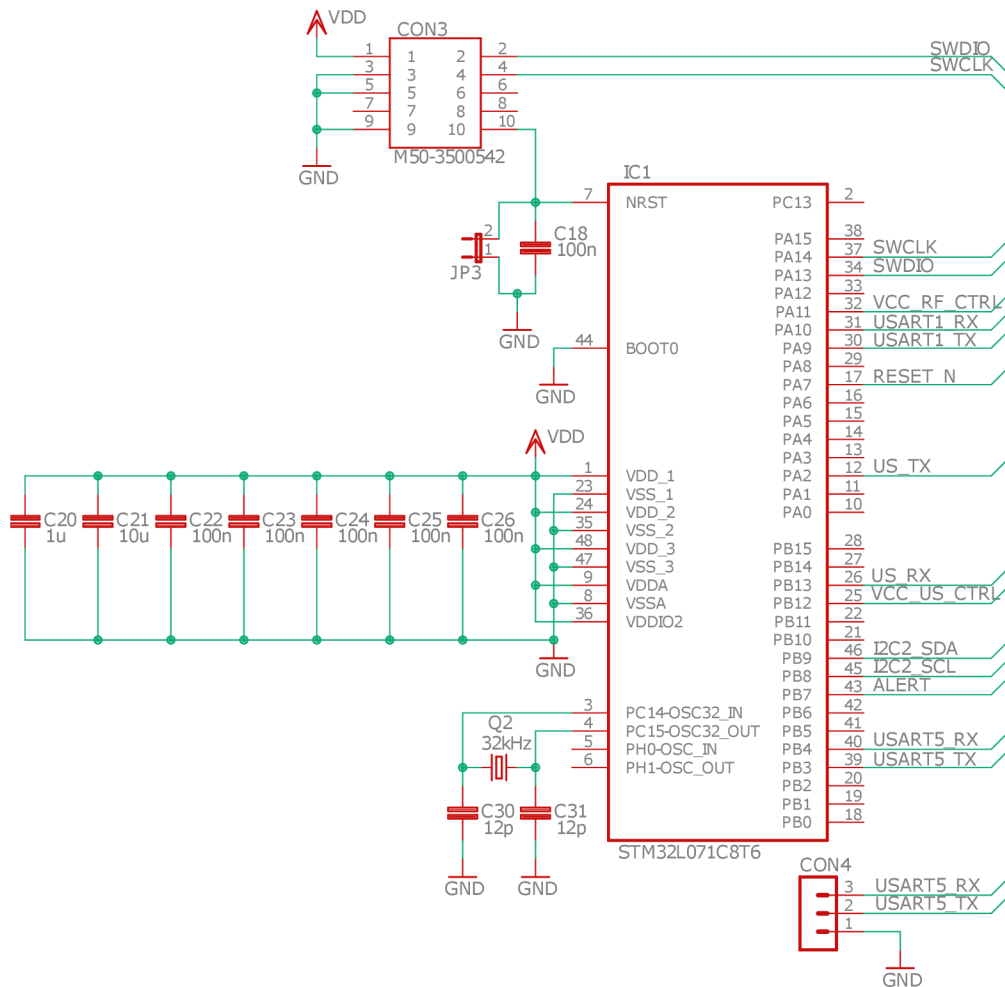 VDD
CON3
1 1 2 2 SWDIO
3 3 4 4 SWCLK
5 5 6 6
7 7 8 8
9 9 10 10
M50-3500542
GND
IC1
7 NRST PC13 2
2
1
JP3
C18
100n
GND
PA15 38
PA14 37 SWCLK
PA13 34 SWDIO
PA12 33
PA11 32 VCC_RF_CTRL
PA10 31 USART1_RX
44 BOOT0 PA9 30 USART1_TX
GND
PA8 29
PA7 17 RESET_N
PA6 16
PA5 15
PA4 14
PA3 13
VDD
1 VDD_1 PA2 12 US_TX
23 VSS_1 PA1 11
24 VDD_2 PA0 10
35 VSS_2
48 VDD_3 PB15 28
47 VSS_3 PB14 27
9 VDDA PB13 26 US_RX
8 VSSA PB12 25 VCC_US_CTRL
36 VDDIO2 PB11 22
C20
1u
C21
10u
C22
100n
C23
100n
C24
100n
C25
100n
C26
100n
GND
PB10 21
PB9 46 I2C2_SDA
PB8 45 I2C2_SCL
PB7 43 ALERT
3 PC14-OSC32_IN PB6 42
4 PC15-OSC32_OUT PB5 41
5 PH0-OSC_IN PB4 40 USART5_RX
6 PH1-OSC_OUT PB3 39 USART5_TX
PB2 20
PB1 19
PB0 18
Q2
32kHz
C30
12p
C31
12p
GND
GND
STM32L071C8T6
CON4
3 USART5_RX
2 USART5_TX
1
GND